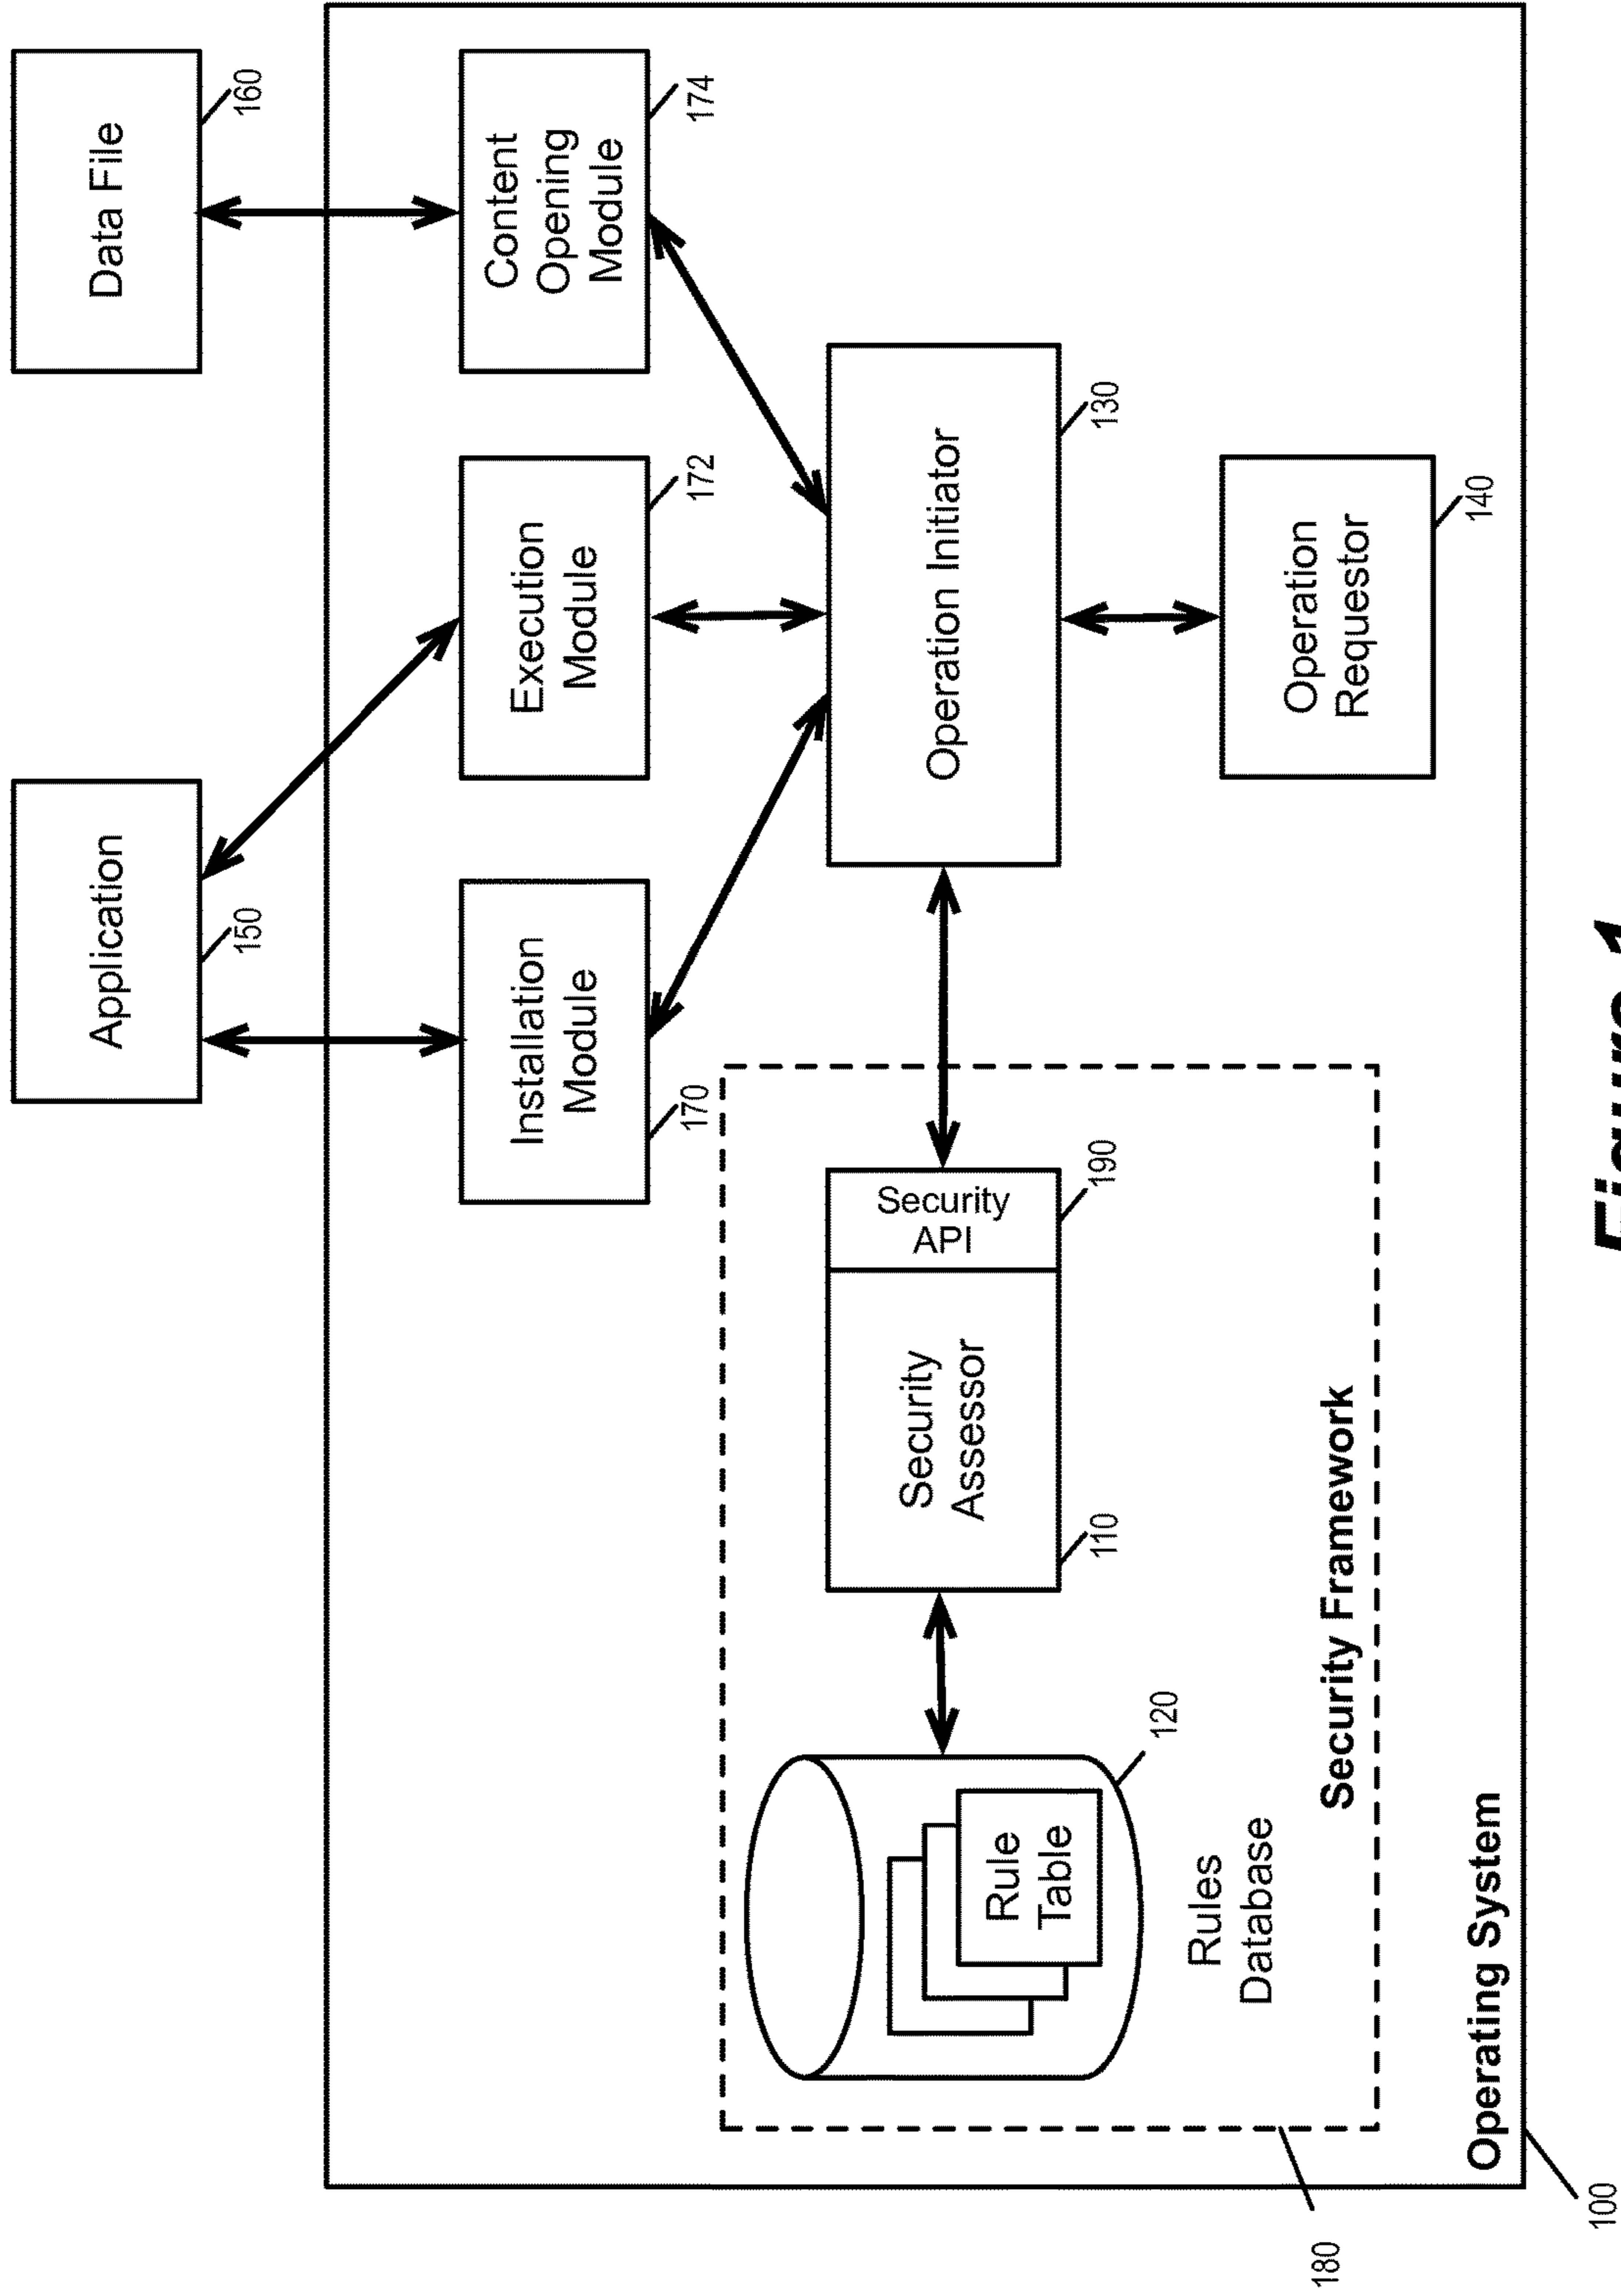 Application
150
Data File
160
Installation
Module
170
Execution
Module
172
Content
Opening
Module
174
Rule
Table
120
Rules
Database
Security
Assessor
110
Security
API
190
Operation Initiator
130
Operation
Requestor
140
Security Framework
180
Operating System
100
Figure 1